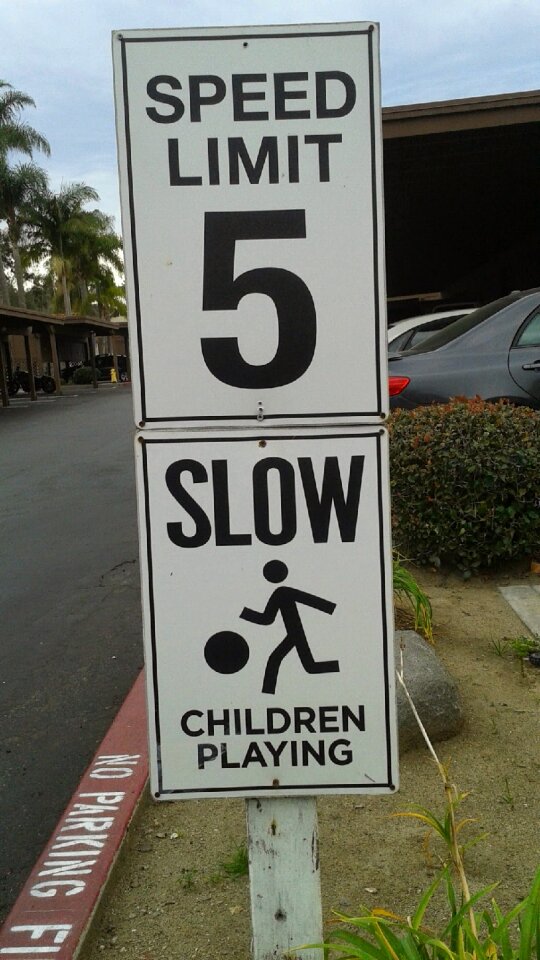 SPEED
LIMIT
5
SLOW
CHILDREN
PLAYING
NO PARKING